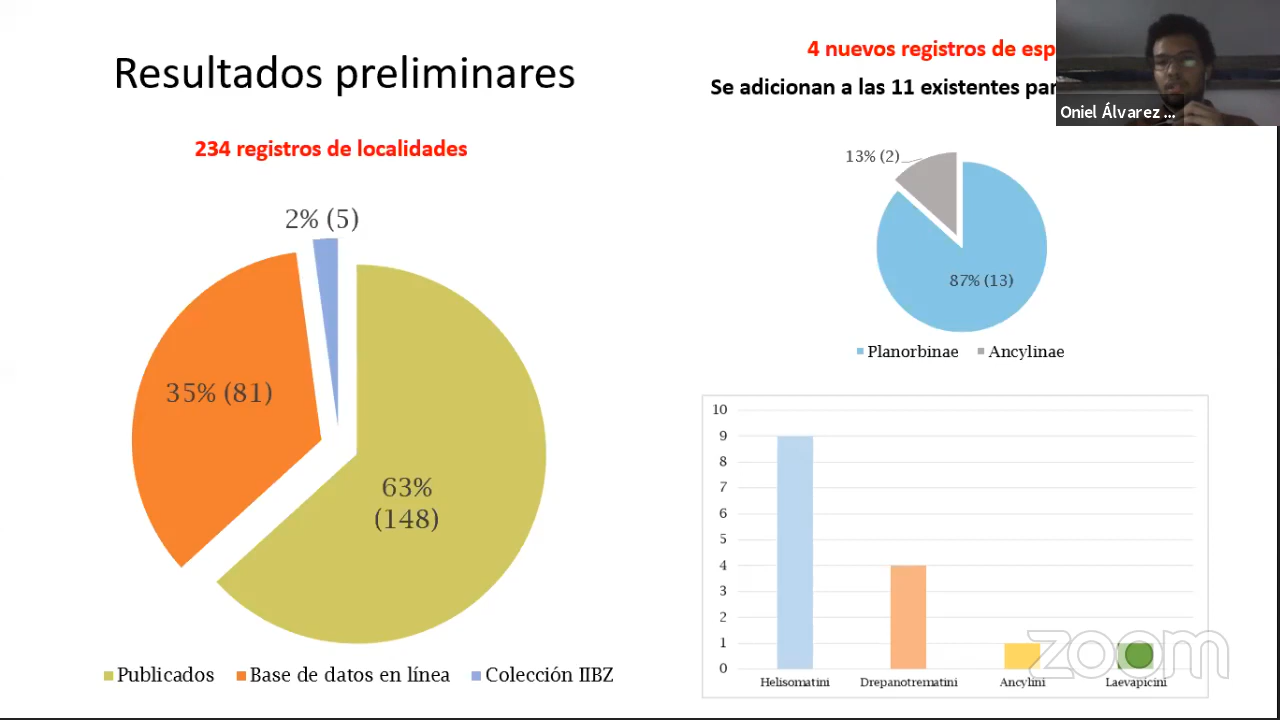 Resultados preliminares
234 registros de localidades
2% (5)
35% (81)
63%
(148)
Publicados Base de datos en línea Colección IIBZ
4 nuevos registros de
Se adicionan a las 11 existentes
Oniel Álvarez ...
13% (2)
87% (13)
Planorbinae Ancylinae
10
9
8
7
6
5
4
3
2
1
0
Helisomatini Drepanotrematini Ancylini Laevapicini
zoom